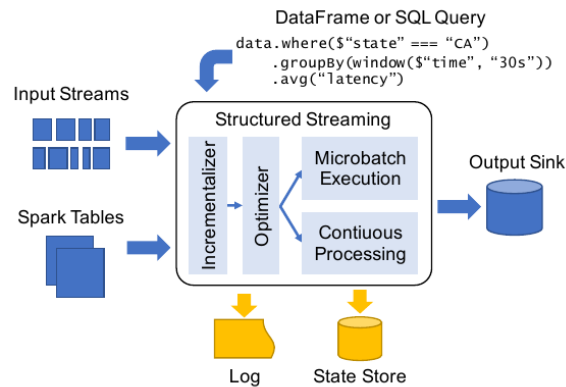 DataFrame or SQL Query
data.where($“state” === “CA”)
.groupBy(window($“time”, “30s”))
.avg(“latency”)
Input Streams
Structured Streaming
Incrementalizer
Optimizer
Microbatch
Execution
Contiuous
Processing
Output Sink
Spark Tables
Log
State Store